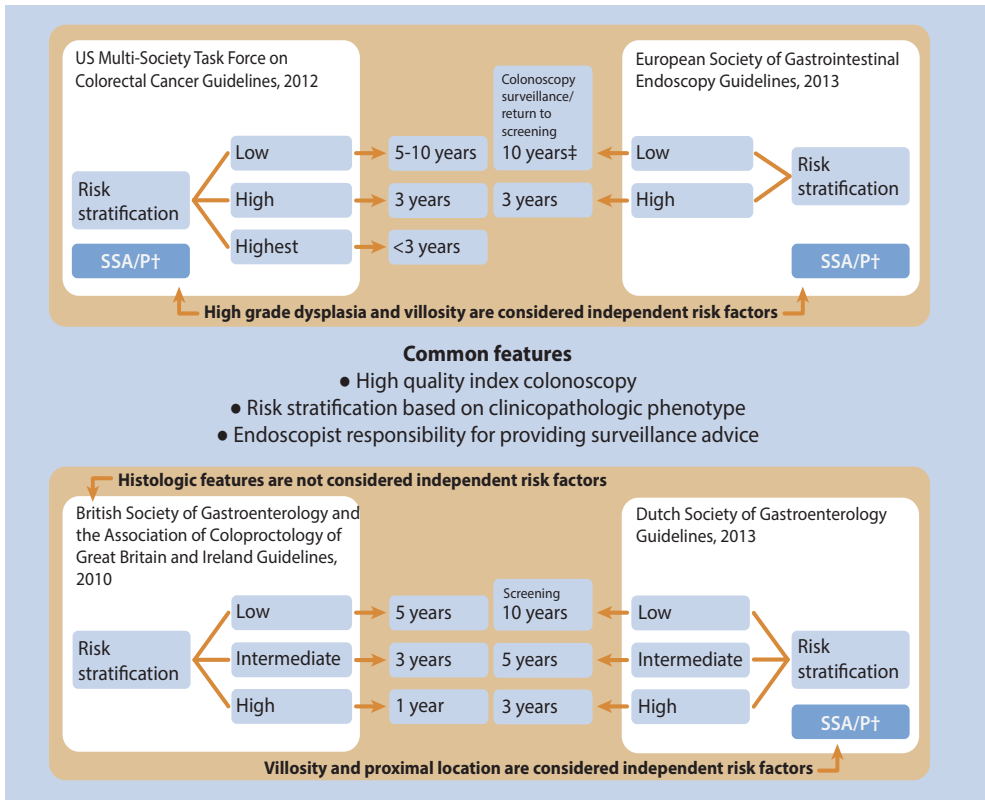 US Multi-Society Task Force on
Colorectal Cancer Guidelines, 2012
Risk
stratification
SSA/P†
Low
High
Highest
5-10 years
3 years
<3 years
Colonoscopy
surveillance/
return to
screening
10 years‡
3 years
European Society of Gastrointestinal
Endoscopy Guidelines, 2013
Low
High
Risk
stratification
SSA/P†
High grade dysplasia and villosity are considered independent risk factors
Common features
● High quality index colonoscopy
● Risk stratification based on clinicopathologic phenotype
● Endoscopist responsibility for providing surveillance advice
Histologic features are not considered independent risk factors
British Society of Gastroenterology and
the Association of Coloproctology of
Great Britain and Ireland Guidelines,
2010
Risk
stratification
Low
Intermediate
High
5 years
3 years
1 year
Screening
10 years
5 years
3 years
Dutch Society of Gastroenterology
Guidelines, 2013
Low
Intermediate
High
Risk
stratification
SSA/P†
Villosity and proximal location are considered independent risk factors